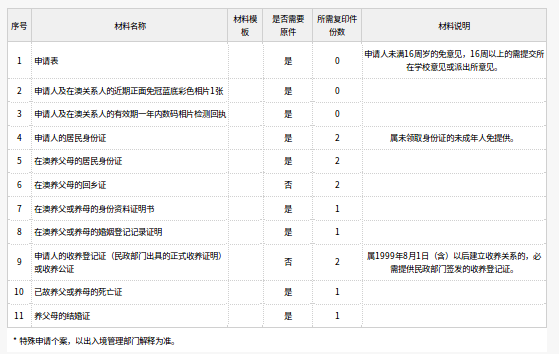 序号 材料名称 材料模板 是否需要原件 所需复印件份数 材料说明
1 申请表 是 0 申请人未满16周岁的免意见，16周以上的需提交所在学校意见或派出所意见。
2 申请人及在澳关系人的近期正面免冠蓝底彩色相片1张 是 0
3 申请人及在澳关系人的有效期一年内数码相片检测回执 是 0
4 申请人的居民身份证 是 2 属未领取身份证的未成年人免提供。
5 在澳养父母的居民身份证 是 2
6 在澳养父母的回乡证 否 2
7 在澳养父或养母的身份资料证明书 是 1
8 在澳养父或养母的婚姻登记记录证明 是 1
9 申请人的收养登记证（民政部门出具的正式收养证明）或收养公证 否 2 属1999年8月1日（含）以后建立收养关系的，必需提供民政部门签发的收养登记证。
10 已故养父或养母的死亡证 是 1
11 养父母的结婚证 是 1
* 特殊申请个案，以出入境管理部门解释为准。